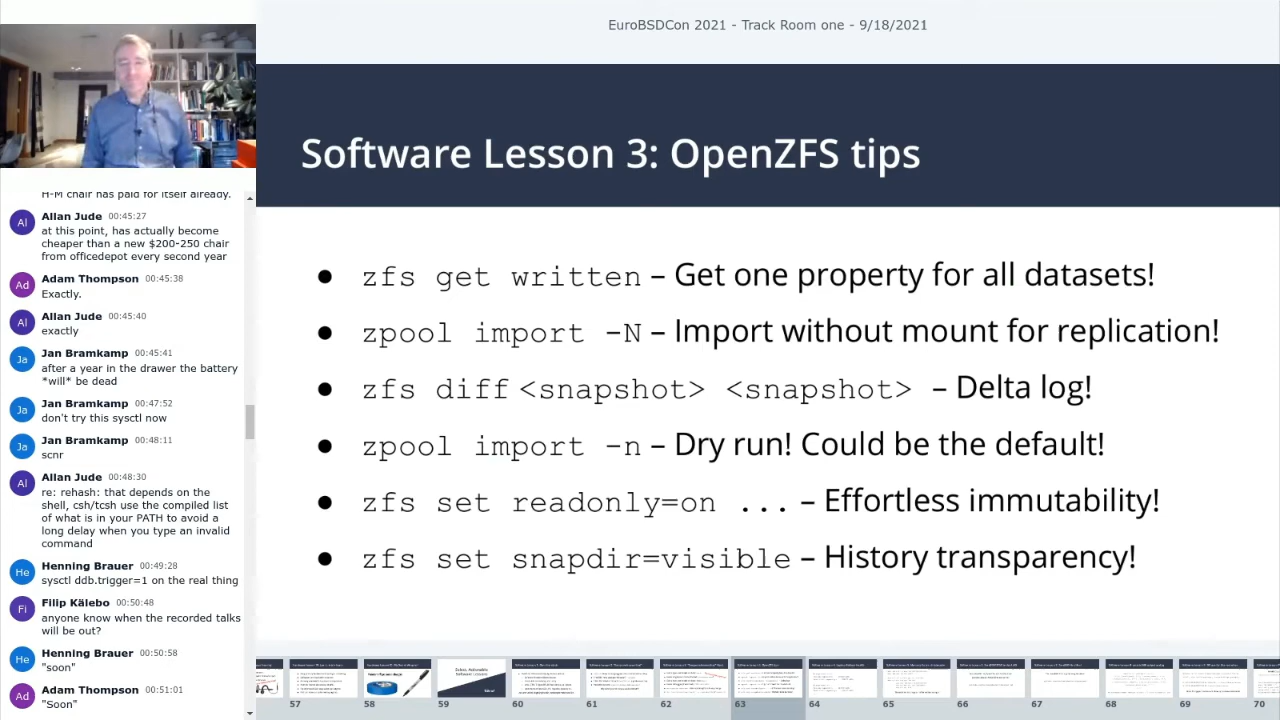 EuroBSDCon 2021 - Track Room one - 9/18/2021
H-M chair has paid for itself already.
Al Allan Jude 00:45:27
at this point, has actually become
cheaper than a new $200-250 chair
from officedepot every second year
Ad Adam Thompson 00:45:38
Exactly.
Al Allan Jude 00:45:40
exactly
Ja Jan Bramkamp 00:45:41
after a year in the drawer the battery
*will* be dead
Ja Jan Bramkamp 00:47:52
don't try this sysctl now
Ja Jan Bramkamp 00:48:11
scnr
Al Allan Jude 00:48:30
re: rehash: that depends on the
shell, csh/tcsh use the compiled list
of what is in your PATH to avoid a
long delay when you type an invalid
command
He Henning Brauer 00:49:28
sysctl ddb.trigger=1 on the real thing
Fi Filip Kälebo 00:50:48
anyone know when the recorded talks
will be out?
He Henning Brauer 00:50:58
"soon"
Ad Adam Thompson 00:51:01
"Soon"
Software Lesson 3: OpenZFS tips
● zfs get written – Get one property for all datasets!
● zpool import -N – Import without mount for replication!
● zfs diff <snapshot> <snapshot> – Delta log!
● zpool import -n – Dry run! Could be the default!
● zfs set readonly=on ... – Effortless immutability!
● zfs set snapdir=visible – History transparency!
57 58 59 60 61 62 63 64 65 66 67 68 69 70